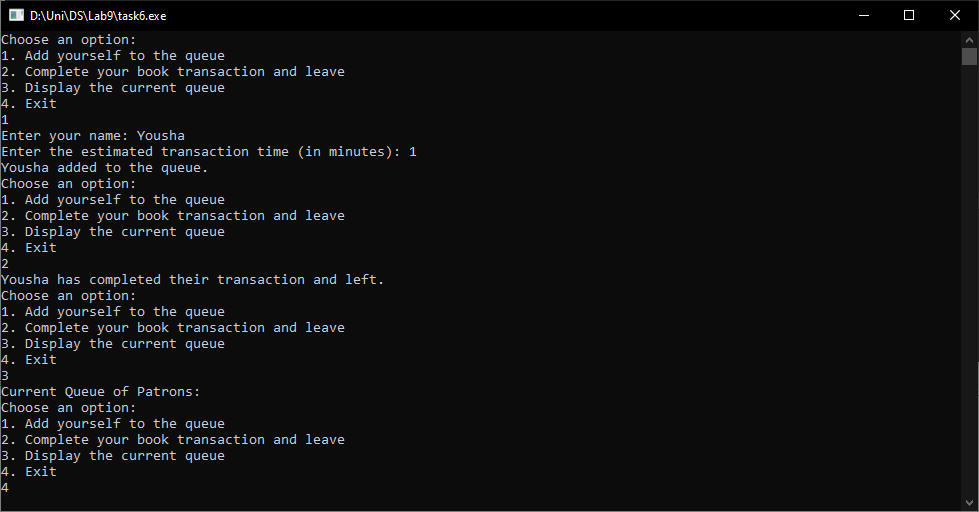 D:\Uni\DS\Lab9\task6.exe
Choose an option:
1. Add yourself to the queue
2. Complete your book transaction and leave
3. Display the current queue
4. Exit
1
Enter your name: Yousha
Enter the estimated transaction time (in minutes): 1
Yousha added to the queue.
Choose an option:
1. Add yourself to the queue
2. Complete your book transaction and leave
3. Display the current queue
4. Exit
2
Yousha has completed their transaction and left.
Choose an option:
1. Add yourself to the queue
2. Complete your book transaction and leave
3. Display the current queue
4. Exit
3
Current Queue of Patrons:
Choose an option:
1. Add yourself to the queue
2. Complete your book transaction and leave
3. Display the current queue
4. Exit
4